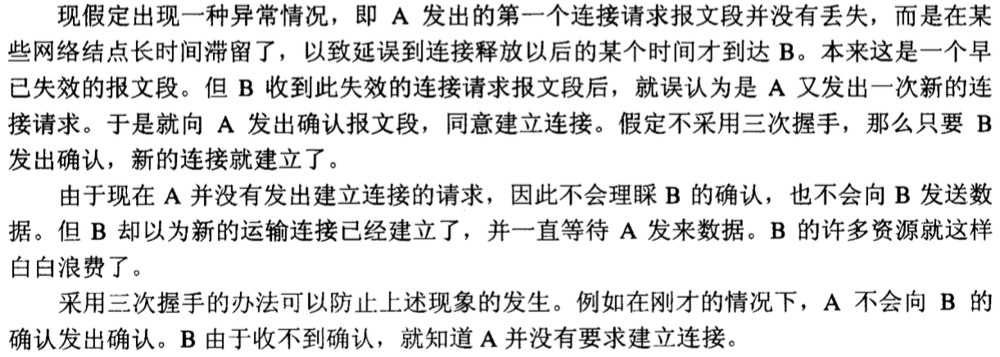 现假定出现一种异常情况，即 A 发出的第一个连接请求报文段并没有丢失，而是在某
些网络结点长时间滞留了，以致延误到连接释放以后的某个时间才到达 B。本来这是一个早
已失效的报文段。但 B 收到此失效的连接请求报文段后，就误认为是 A 又发出一次新的连
接请求。于是就向 A 发出确认报文段，同意建立连接。假定不采用三次握手，那么只要 B
发出确认，新的连接就建立了。
由于现在 A 并没有发出建立连接的请求，因此不会理睬 B 的确认，也不会向 B 发送数
据。但 B 却以为新的运输连接已经建立了，并一直等待 A 发来数据。B 的许多资源就这样
白白浪费了。
采用三次握手的办法可以防止上述现象的发生。例如在刚才的情况下，A 不会向 B 的
确认发出确认。B 由于收不到确认，就知道 A 并没有要求建立连接。